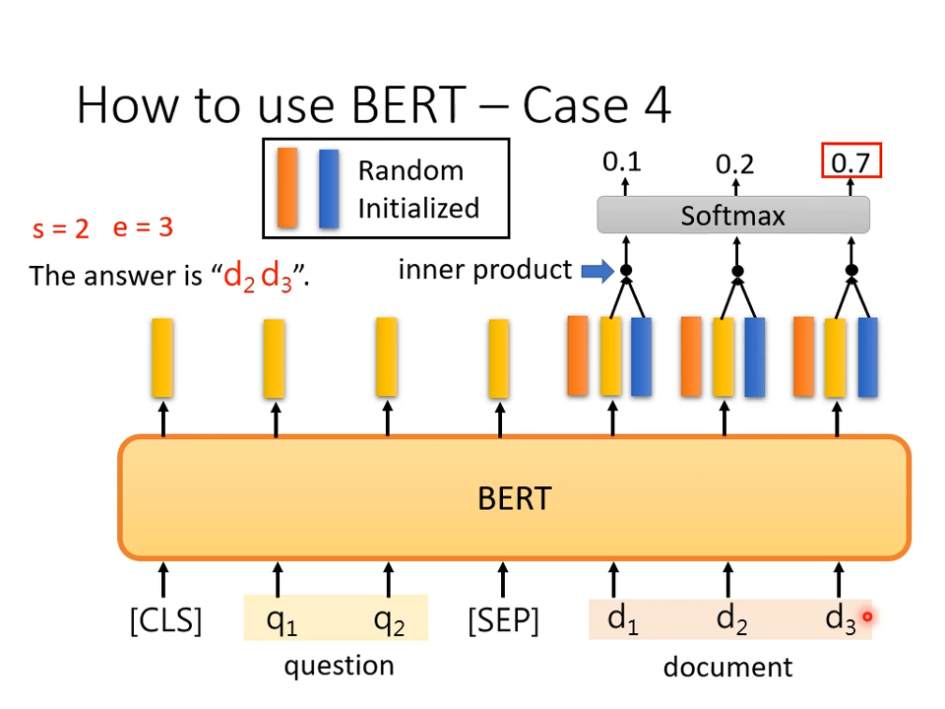 How to use BERT – Case 4
Random
Initialized
0.1 0.2 0.7
Softmax
s = 2 e = 3
The answer is “d₂ d₃”.
inner product
BERT
[CLS] q₁ q₂ [SEP] d₁ d₂ d₃
question document